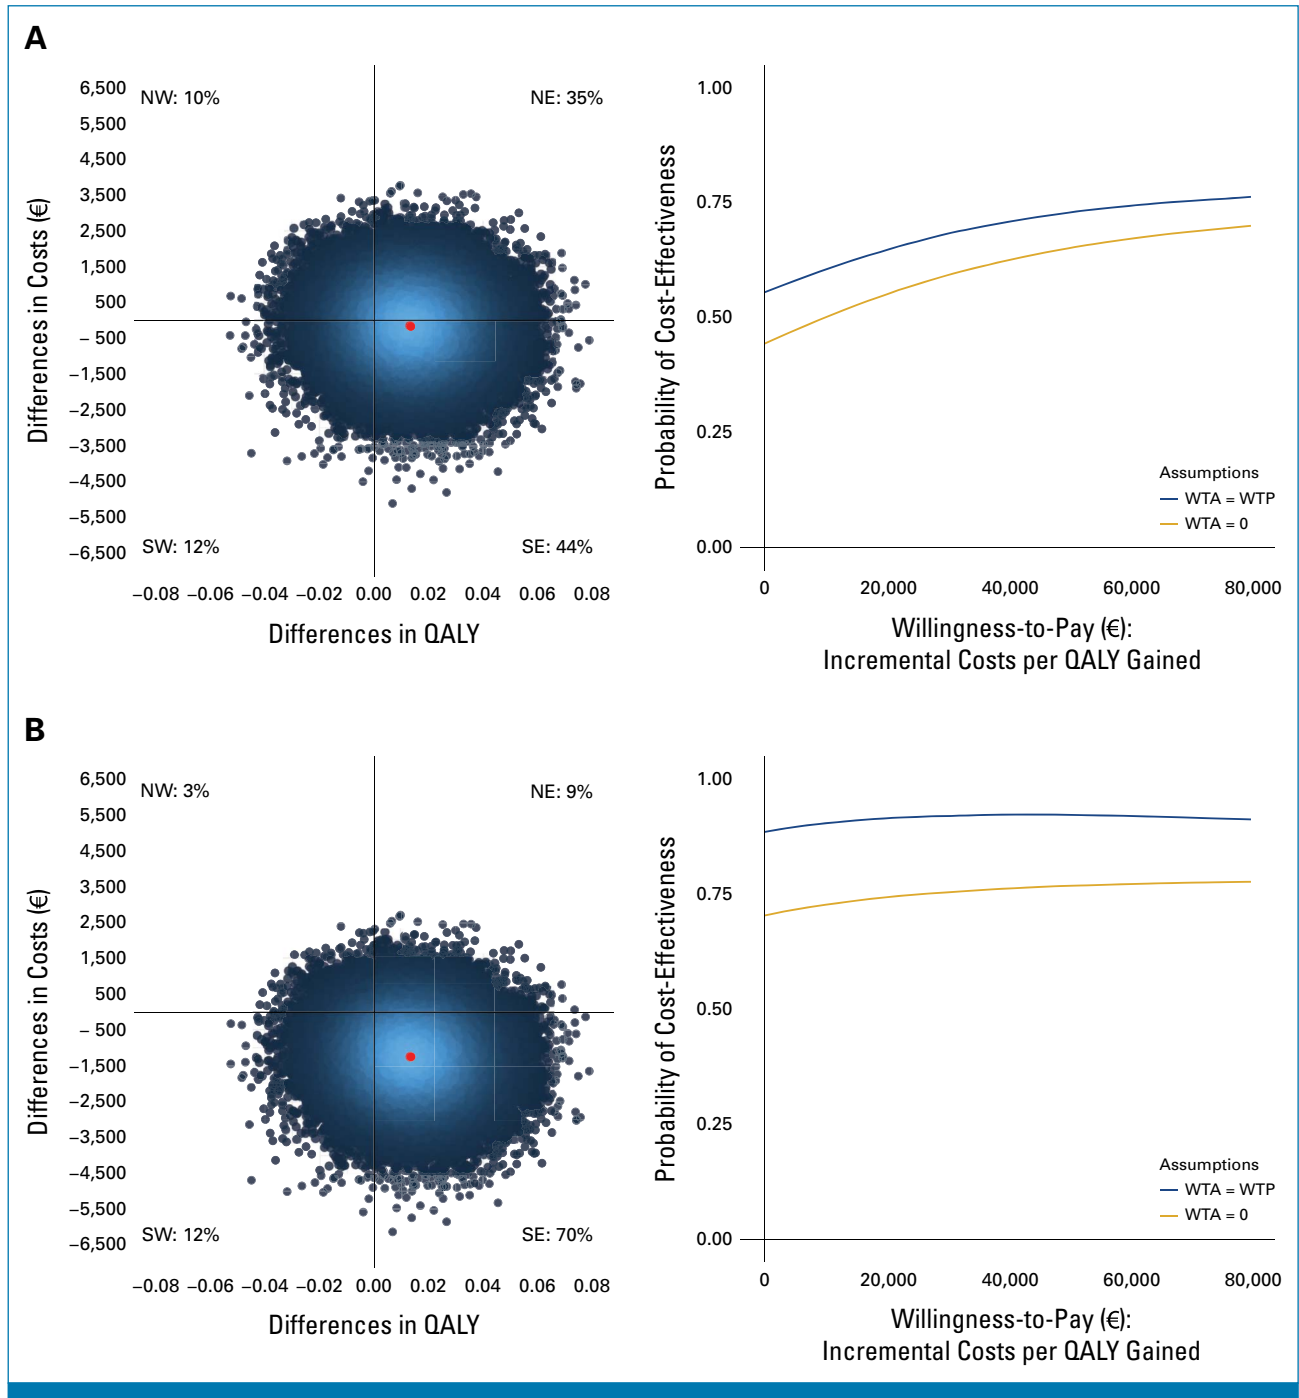 A
6,500
5,500
4,500
3,500
2,500
1,500
500
– 500
–1,500
–2,500
–3,500
–4,500
–5,500
–6,500
Differences in Costs (€)
NW: 10%
NE: 35%
SW: 12%
SE: 44%
–0.08 –0.06 –0.04 –0.02 0.00 0.02 0.04 0.06 0.08
Differences in QALY
1.00
0.75
0.50
0.25
0.00
Probability of Cost-Effectiveness
Assumptions
WTA = WTP
WTA = 0
0 20,000 40,000 60,000 80,000
Willingness-to-Pay (€):
Incremental Costs per QALY Gained
B
6,500
5,500
4,500
3,500
2,500
1,500
500
– 500
–1,500
–2,500
–3,500
–4,500
–5,500
–6,500
Differences in Costs (€)
NW: 3%
NE: 9%
SW: 12%
SE: 70%
–0.08 –0.06 –0.04 –0.02 0.00 0.02 0.04 0.06 0.08
Differences in QALY
1.00
0.75
0.50
0.25
0.00
Probability of Cost-Effectiveness
Assumptions
WTA = WTP
WTA = 0
0 20,000 40,000 60,000 80,000
Willingness-to-Pay (€):
Incremental Costs per QALY Gained